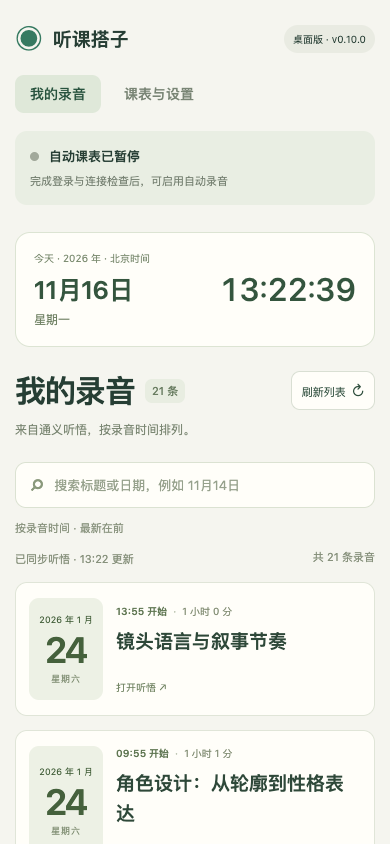 听课搭子
桌面版 · v0.10.0
我的录音
课表与设置
自动课表已暂停
完成登录与连接检查后，可启用自动录音
今天 · 2026 年 · 北京时间
11月16日
13:22:39
星期一
我的录音
21 条
刷新列表
来自通义听悟，按录音时间排列。
搜索标题或日期，例如 11月14日
按录音时间 · 最新在前
已同步听悟 · 13:22 更新
共 21 条录音
2026 年 1 月
24
星期六
13:55 开始 · 1 小时 0 分
镜头语言与叙事节奏
打开听悟 ↗
2026 年 1 月
24
星期六
09:55 开始 · 1 小时 1 分
角色设计：从轮廓到性格表
达